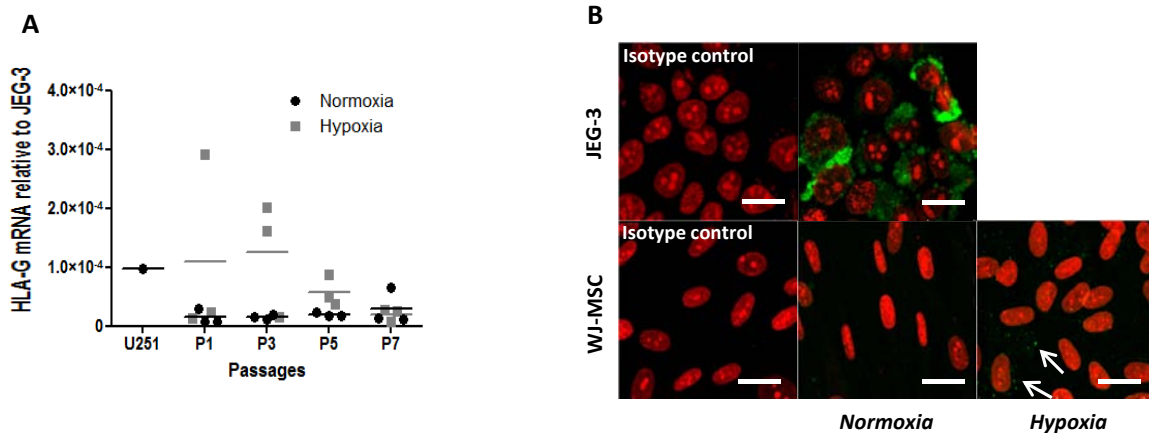 A
HLA-G mRNA relative to JEG-3
4.0×10⁻⁴
3.0×10⁻⁴
2.0×10⁻⁴
1.0×10⁻⁴
0
Normoxia
Hypoxia
U251 P1 P3 P5 P7
Passages
B
JEG-3
Isotype control
WJ-MSC
Isotype control
Normoxia Hypoxia